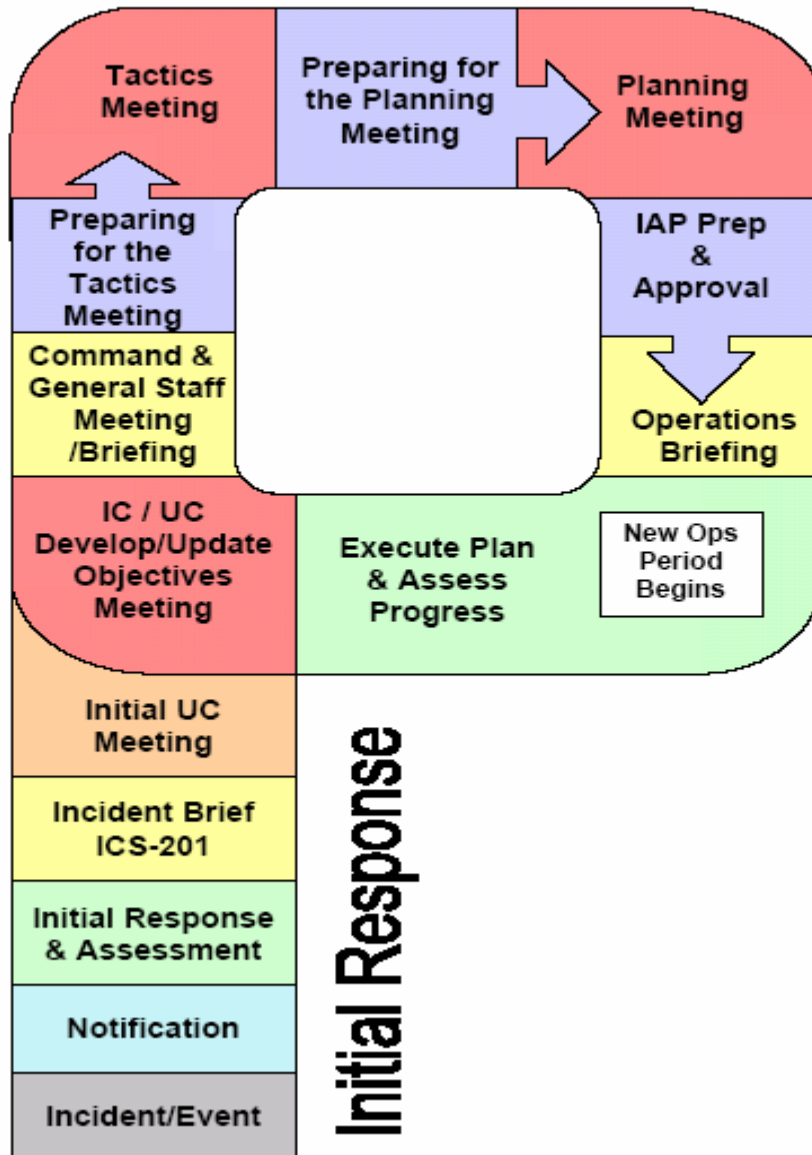 Tactics
Meeting
Preparing for
the Planning
Meeting
Planning
Meeting
Preparing
for the
Tactics
Meeting
IAP Prep
&
Approval
Command &
General Staff
Meeting
/Briefing
Operations
Briefing
IC / UC
Develop/Update
Objectives
Meeting
Execute Plan
& Assess
Progress
New Ops
Period
Begins
Initial UC
Meeting
Incident Brief
ICS-201
Initial Response
& Assessment
Notification
Incident/Event
Initial Response